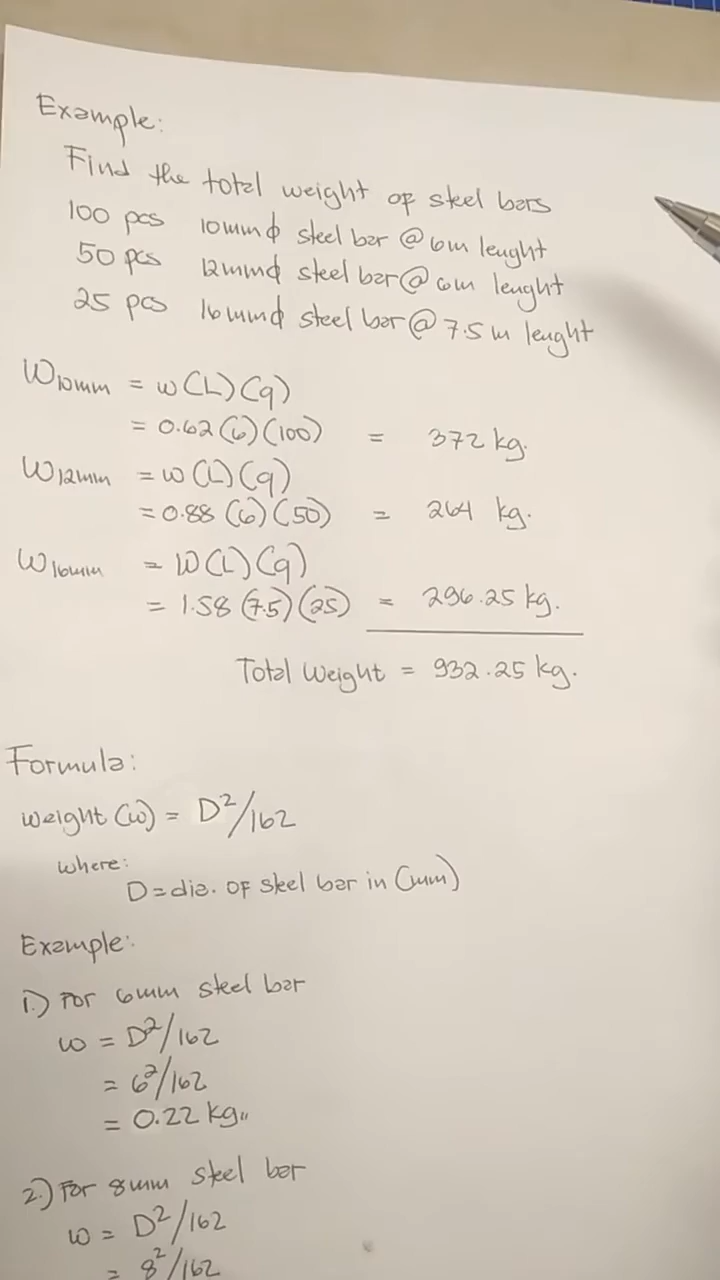 Example:
Find the total weight of steel bars
100 pcs 10mmϕ steel bar @ 6m lenght
50 pcs 12mmϕ steel bar @ 6m lenght
25 pcs 16mmϕ steel bar @ 7.5 m lenght
W10mm = w(L)(q)
= 0.62(6)(100) = 372 kg.
W12mm = w(L)(q)
= 0.88 (6)(50) = 264 kg.
W16mm = W(L)(q)
= 1.58 (7.5)(25) = 296.25 kg.
Total Weight = 932.25 kg.
Formula:
weight (w) = D²/162
where:
D = dia. of steel bar in (mm)
Example:
1.) For 6mm steel bar
w = D²/162
= 6²/162
= 0.22 kg,,
2.) For 8mm steel bar
w = D²/162
= 8²/162